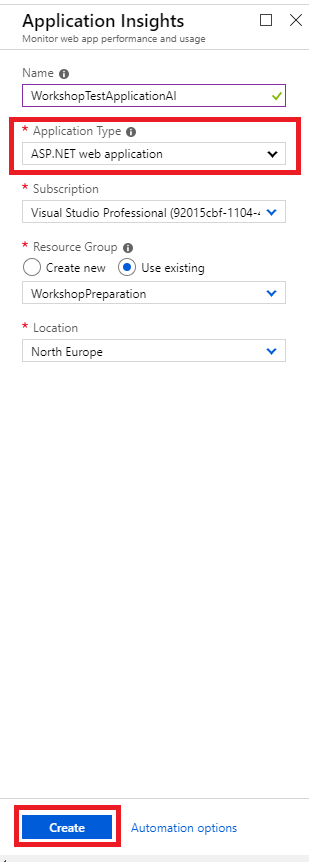 Application Insights
Monitor web app performance and usage
Name
WorkshopTestApplicationAI
* Application Type
ASP.NET web application
* Subscription
Visual Studio Professional (92015cbf-1104-4
* Resource Group
Create new Use existing
WorkshopPreparation
* Location
North Europe
Create Automation options